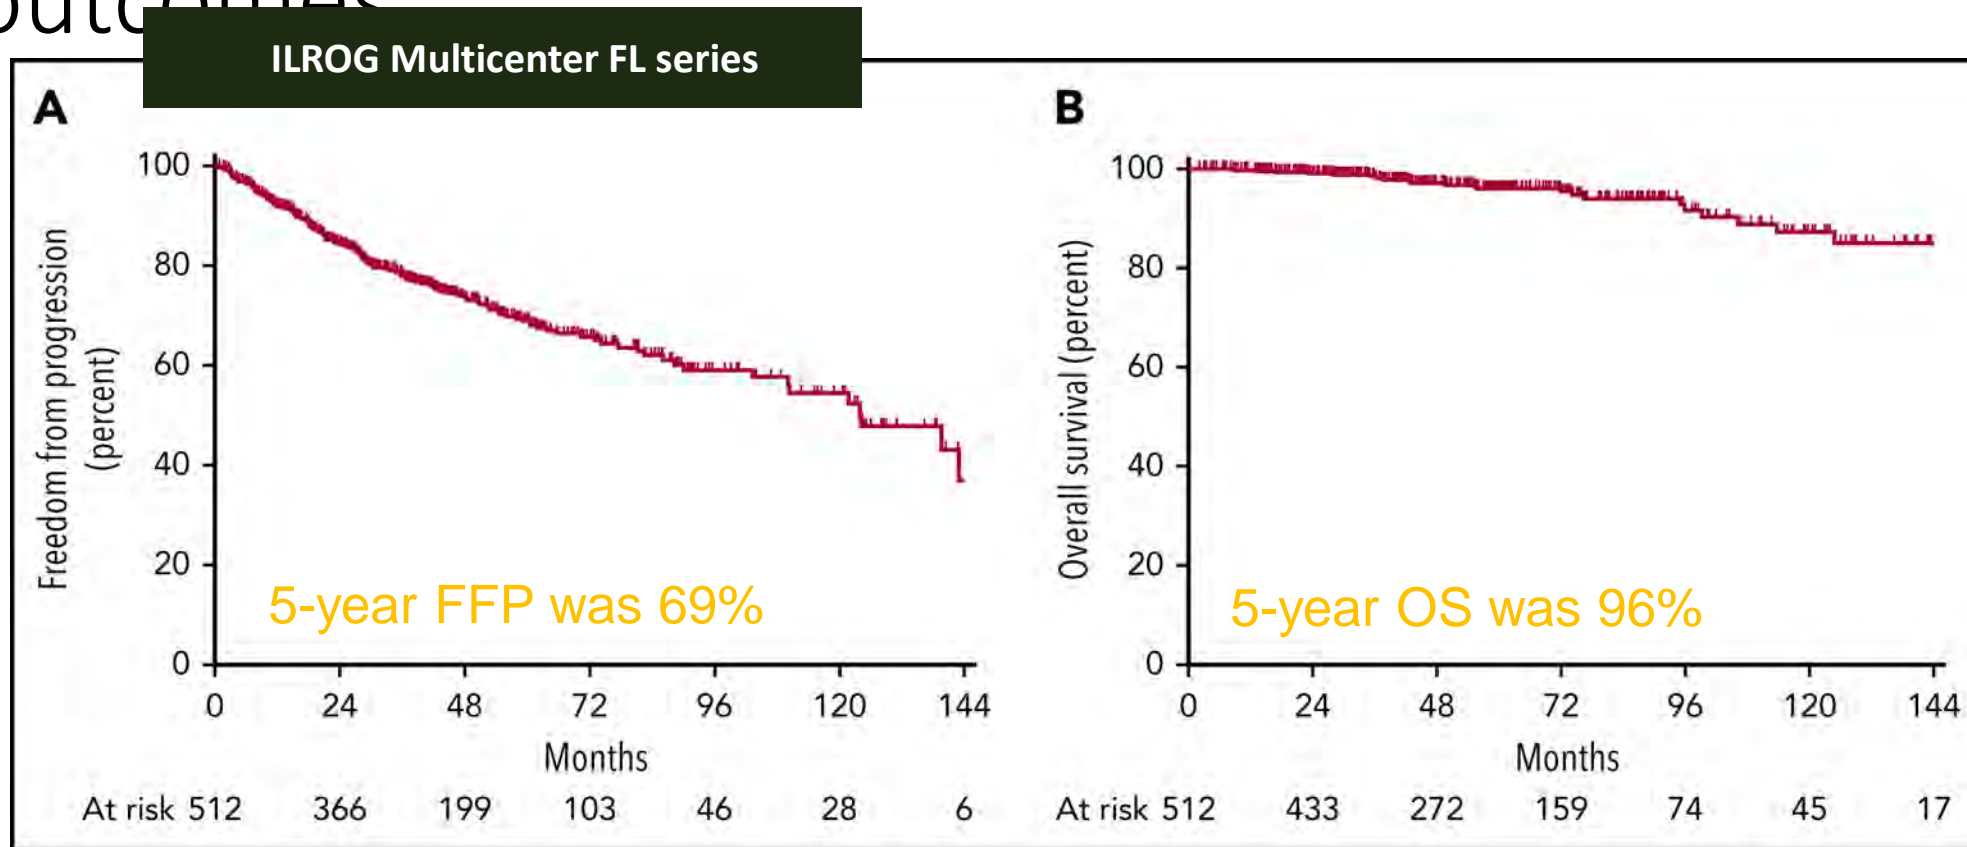 outcomes
ILROG Multicenter FL series
A
Freedom from progression
(percent)
100
80
60
40
20
0
5-year FFP was 69%
0 24 48 72 96 120 144
Months
At risk 512 366 199 103 46 28 6
B
Overall survival (percent)
100
80
60
40
20
0
5-year OS was 96%
0 24 48 72 96 120 144
Months
At risk 512 433 272 159 74 45 17